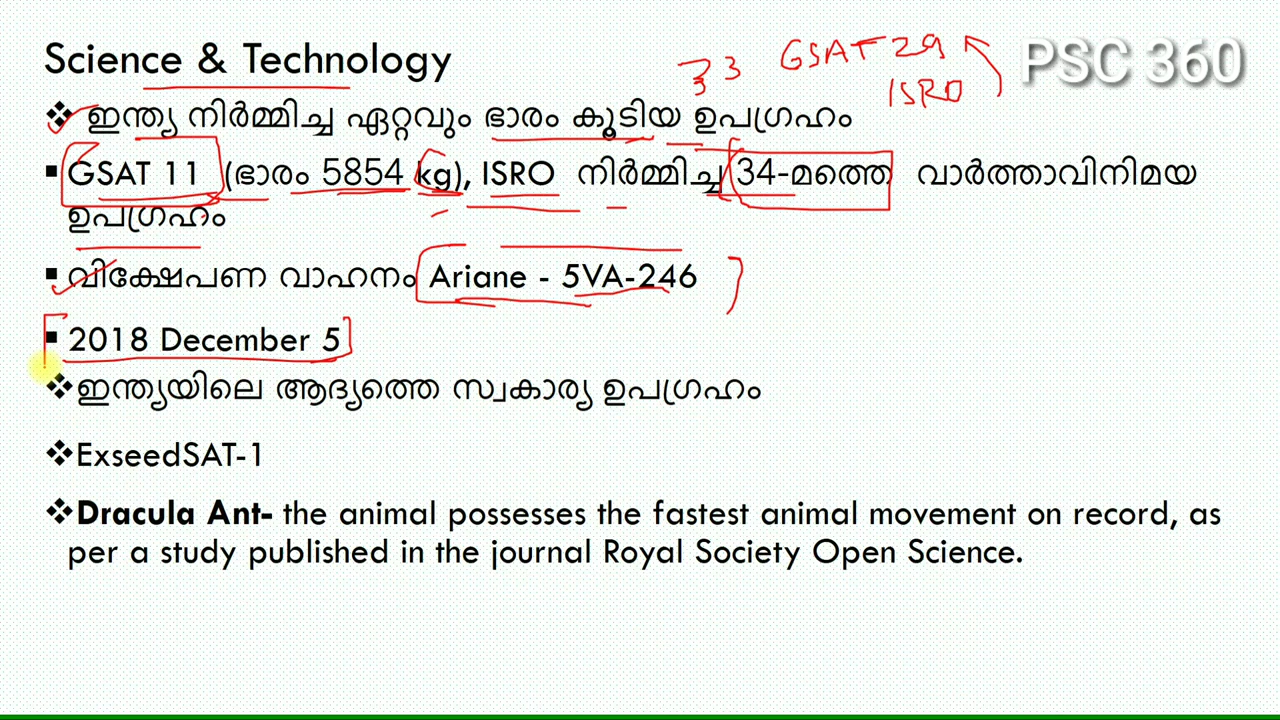 Science & Technology
33 GSAT 29
ISRO
PSC 360
❖ ഇന്ത്യ നിർമ്മിച്ച ഏറ്റവും ഭാരം കൂടിയ ഉപഗ്രഹം
▪ GSAT 11 (ഭാരം 5854 kg), ISRO നിർമ്മിച്ച 34-മത്തെ വാർത്താവിനിമയ
ഉപഗ്രഹം
▪ വിക്ഷേപണ വാഹനം Ariane - 5VA-246
▪ 2018 December 5
❖ഇന്ത്യയിലെ ആദ്യത്തെ സ്വകാര്യ ഉപഗ്രഹം
❖ExseedSAT-1
❖Dracula Ant- the animal possesses the fastest animal movement on record, as
per a study published in the journal Royal Society Open Science.